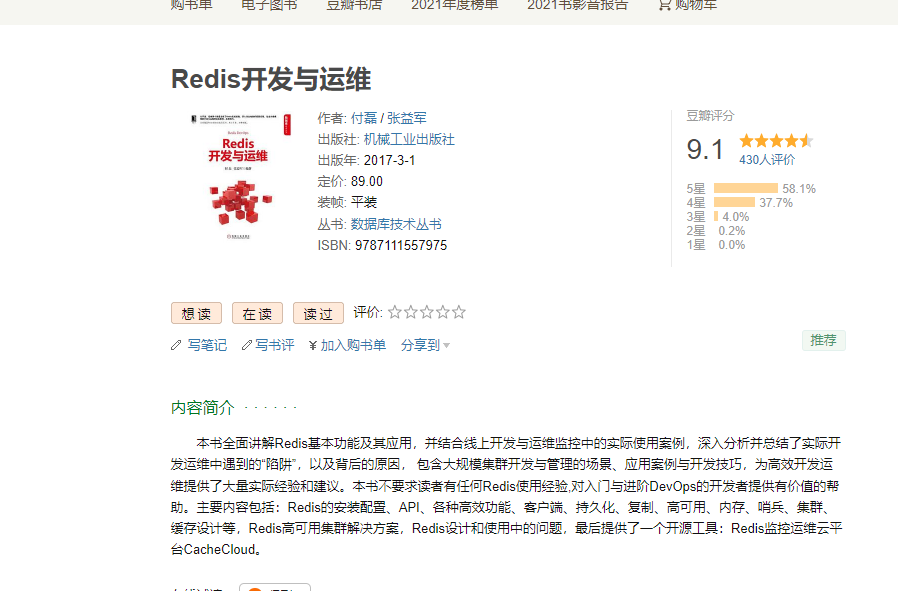 购书单 电子图书 豆瓣书店 2021年度榜单 2021书影音报告 购物车
Redis开发与运维
Redis
开发与运维
作者: 付磊 / 张益军
出版社: 机械工业出版社
出版年: 2017-3-1
定价: 89.00
装帧: 平装
丛书: 数据库技术丛书
ISBN: 9787111557975
豆瓣评分
9.1
430人评价
5星 58.1%
4星 37.7%
3星 4.0%
2星 0.2%
1星 0.0%
想读 在读 读过 评价:
写笔记 写书评 ¥加入购书单 分享到
推荐
内容简介 · · · · · ·
本书全面讲解Redis基本功能及其应用，并结合线上开发与运维监控中的实际使用案例，深入分析并总结了实际开
发运维中遇到的“陷阱”，以及背后的原因， 包含大规模集群开发与管理的场景、应用案例与开发技巧，为高效开发运
维提供了大量实际经验和建议。本书不要求读者有任何Redis使用经验,对入门与进阶DevOps的开发者提供有价值的帮
助。主要内容包括：Redis的安装配置、API、各种高效功能、客户端、持久化、复制、高可用、内存、哨兵、集群、
缓存设计等，Redis高可用集群解决方案，Redis设计和使用中的问题，最后提供了一个开源工具：Redis监控运维云平
台CacheCloud。